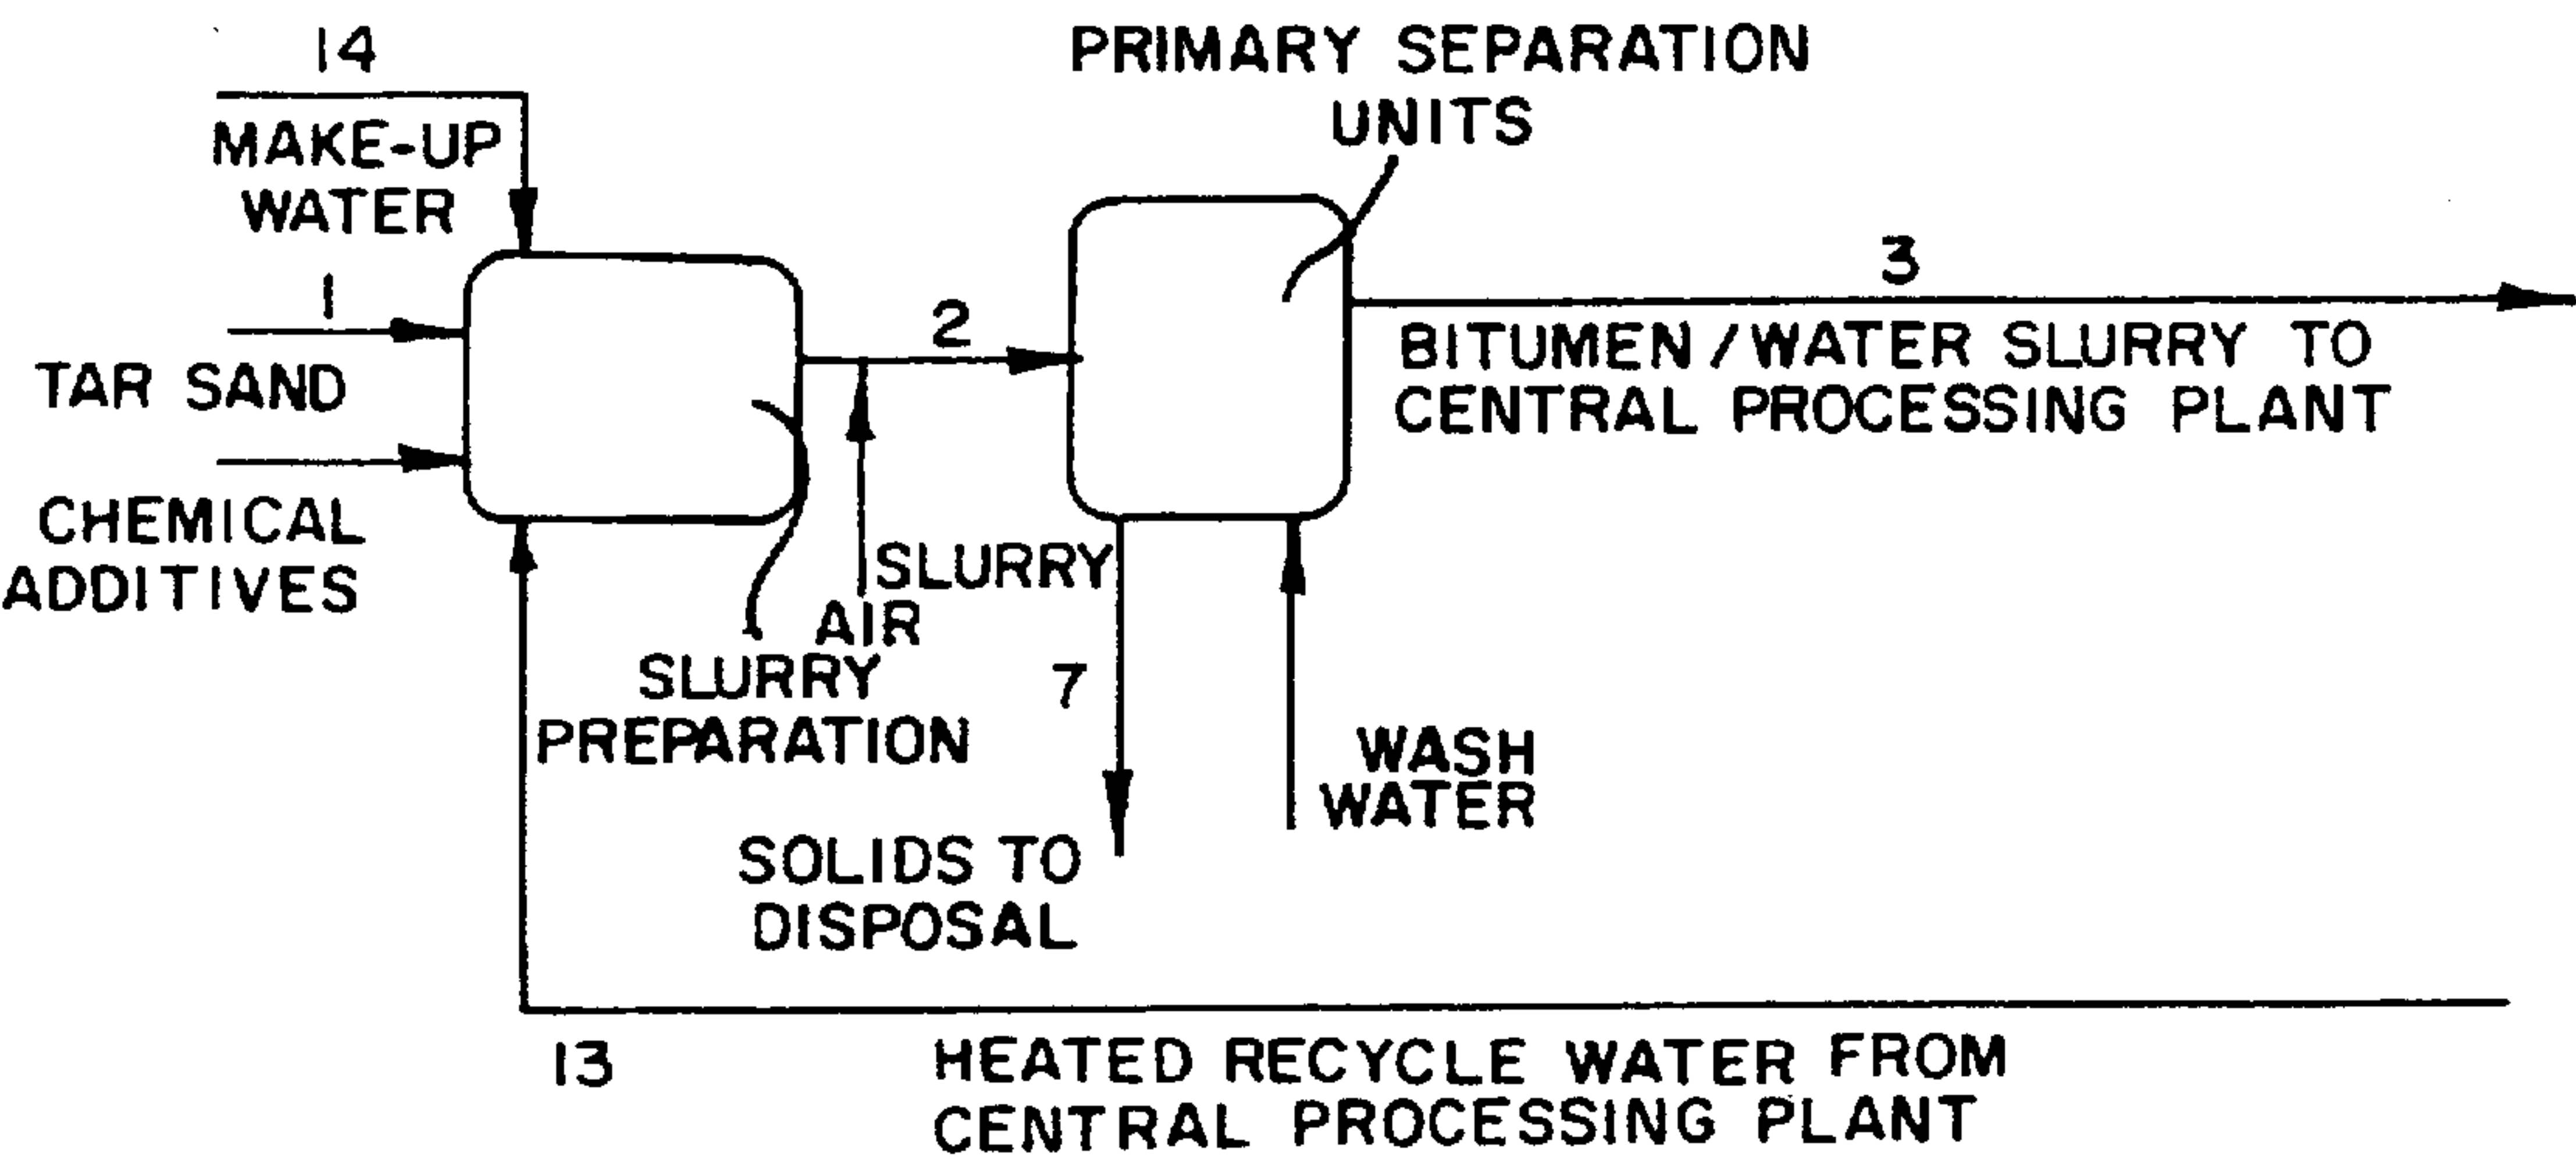 14
MAKE-UP
WATER
PRIMARY SEPARATION
UNITS
1
TAR SAND
CHEMICAL
ADDITIVES
2
3
BITUMEN/WATER SLURRY TO
CENTRAL PROCESSING PLANT
SLURRY
AIR
SLURRY
PREPARATION
7
WASH
WATER
SOLIDS TO
DISPOSAL
13
HEATED RECYCLE WATER FROM
CENTRAL PROCESSING PLANT